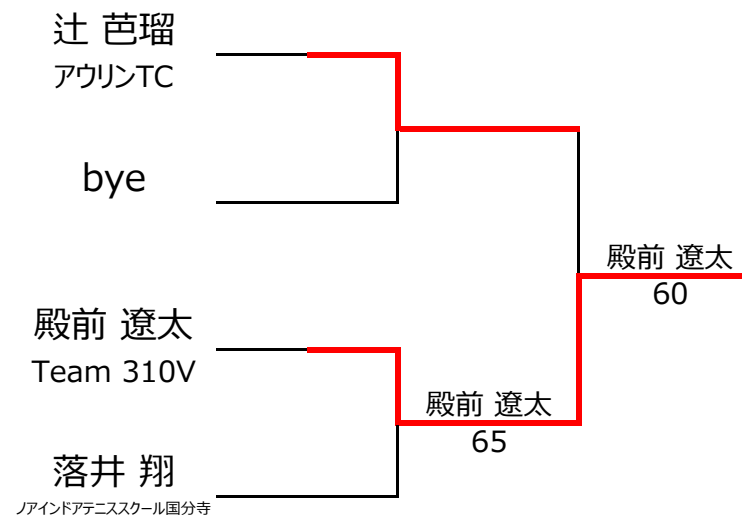 辻 芭瑠
アウリンTC
bye
殿前 遼太
60
殿前 遼太
Team 310V
殿前 遼太
65
落井 翔
ノアインドアテニススクール国分寺